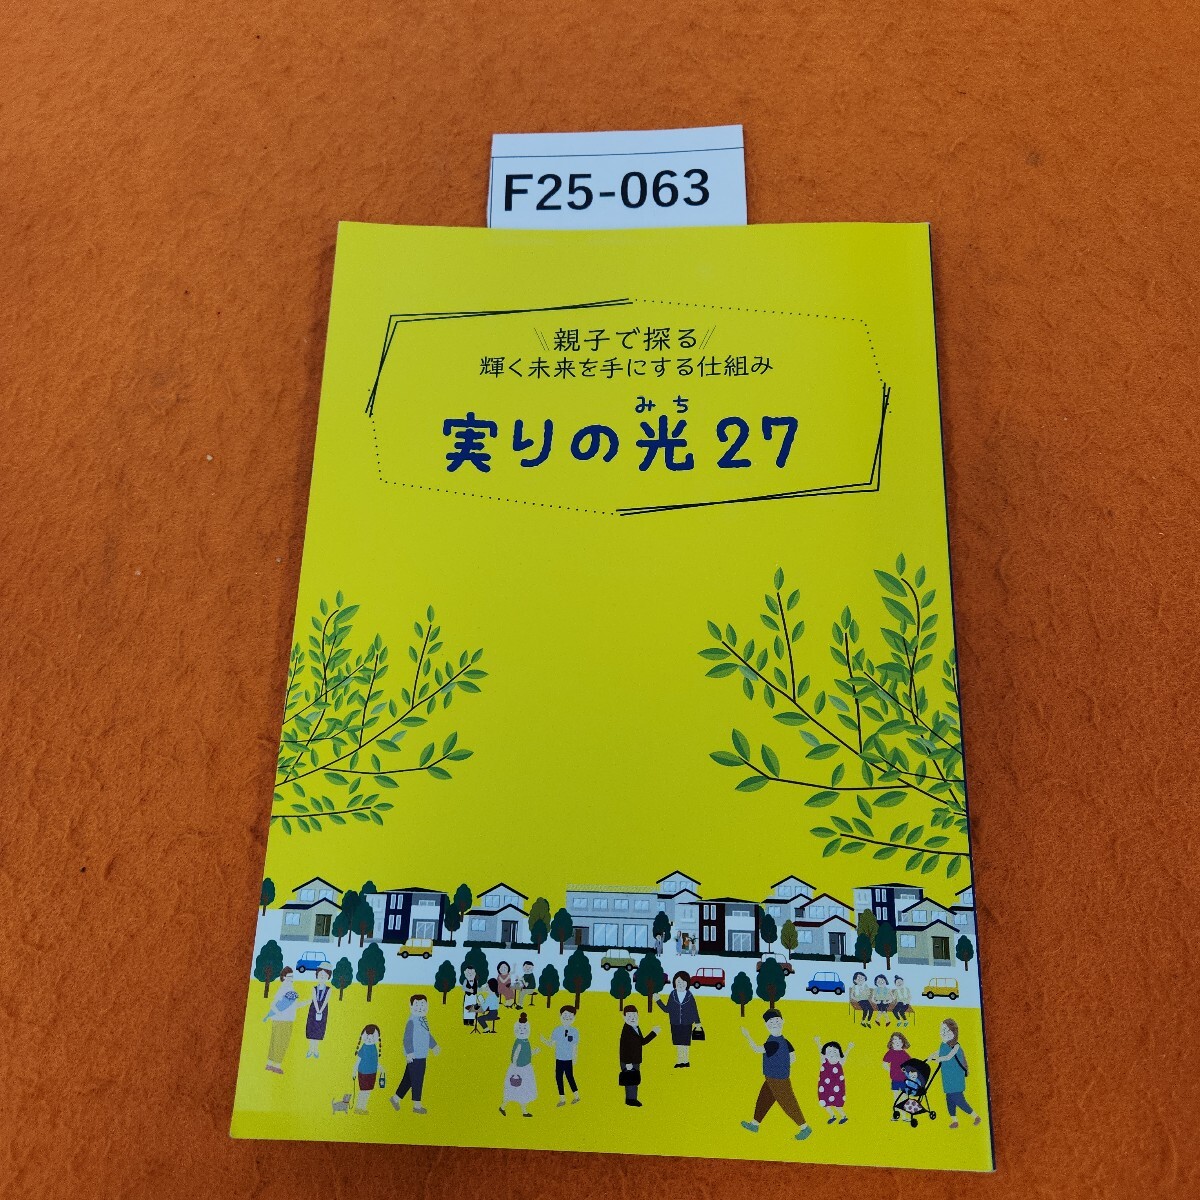 F25-063
親子で探る
輝く未来を手にする仕組み
みち
実りの光27